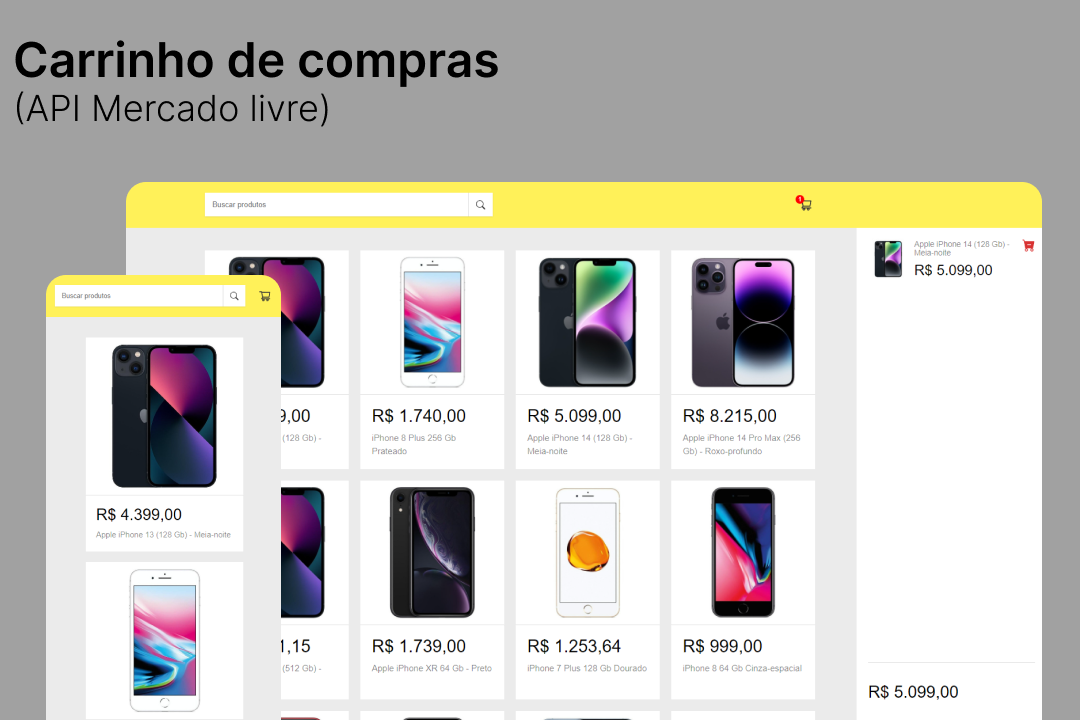 Carrinho de compras
(API Mercado livre)
Buscar produtos
1
Apple iPhone 14 (128 Gb) -
Meia-noite
R$ 5.099,00
Buscar produtos
9,00
(128 Gb) -
R$ 1.740,00
iPhone 8 Plus 256 Gb
Prateado
R$ 5.099,00
Apple iPhone 14 (128 Gb) -
Meia-noite
R$ 8.215,00
Apple iPhone 14 Pro Max (256
Gb) - Roxo-profundo
R$ 4.399,00
Apple iPhone 13 (128 Gb) - Meia-noite
1,15
(512 Gb) -
R$ 1.739,00
Apple iPhone XR 64 Gb - Preto
R$ 1.253,64
iPhone 7 Plus 128 Gb Dourado
R$ 999,00
iPhone 8 64 Gb Cinza-espacial
R$ 5.099,00